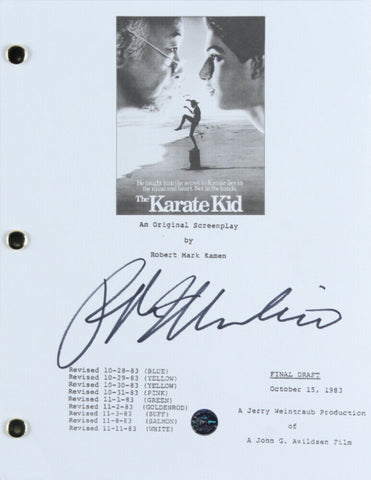 He taught him the secret to Karate lies in
the mind and heart. Not in the hands.
The Karate Kid
An Original Screenplay
by
Robert Mark Kamen
Revised 10-28-83 (BLUE)
Revised 10-29-83 (YELLOW)
Revised 10-30-83 (YELLOW)
Revised 10-31-83 (PINK)
Revised 11-1-83 (GREEN)
Revised 11-2-83 (GOLDENROD)
Revised 11-3-83 (BUFF)
Revised 11-8-83 (SALMON)
Revised 11-11-83 (WHITE)
FINAL DRAFT
October 15, 1983
A Jerry Weintraub Production
of
A John G. Avildsen Film